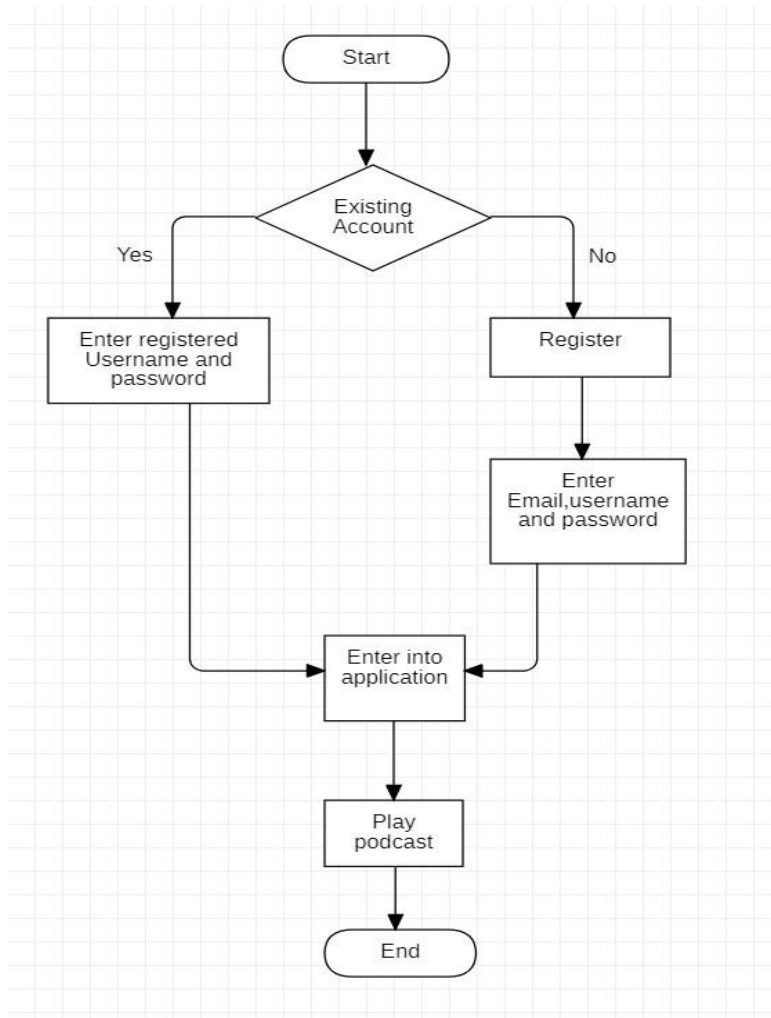 Start
Existing
Account
Yes
No
Enter registered
Username and
password
Register
Enter
Email,username
and password
Enter into
application
Play
podcast
End